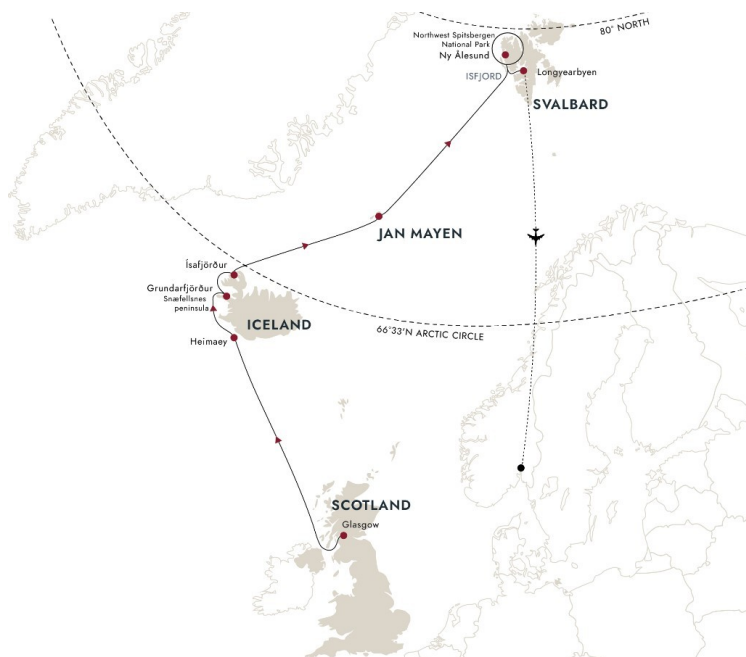 80° NORTH
Northwest Spitsbergen
National Park
Ny Ålesund
ISFJORD
Longyearbyen
SVALBARD
JAN MAYEN
Ísafjörður
Grundarfjörður
Snæfellsnes
peninsula
ICELAND
Heimaey
66°33'N ARCTIC CIRCLE
SCOTLAND
Glasgow